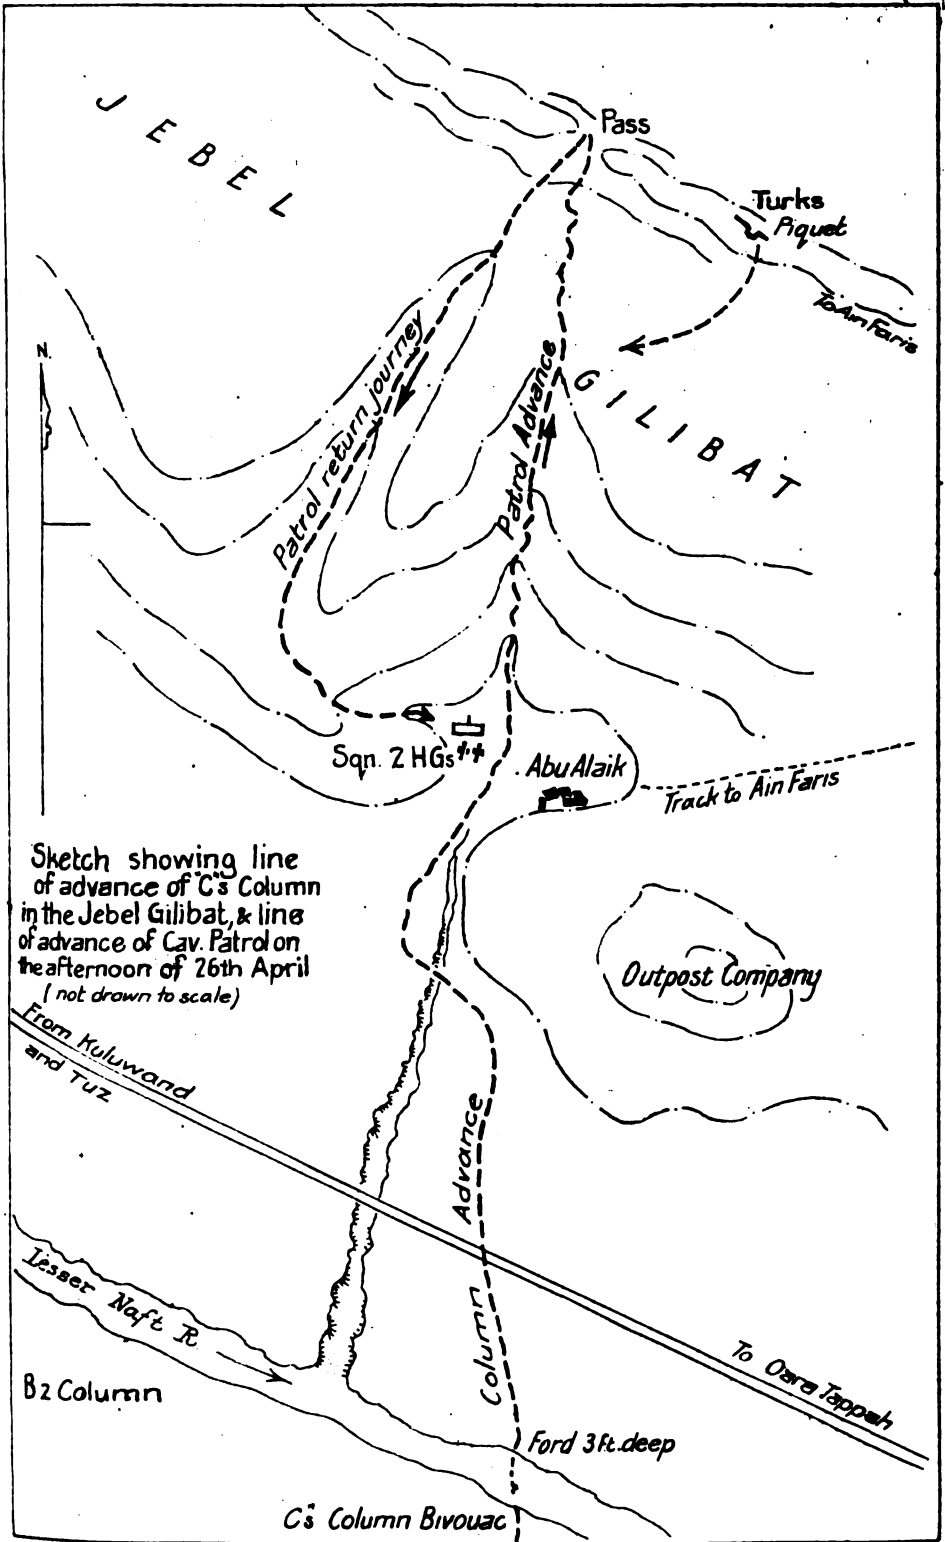 JEBEL
Pass
Turks
Piquet
To Ain Faris
N.
Patrol return journey
Patrol Advance
GILIBAT
Sqn. 2 HGs
Abu Alaik
Track to Ain Faris
Sketch showing line
of advance of "C"s Column
in the Jebel Gilibat, & line
of advance of Cav. Patrol on
the afternoon of 26th April
(not drown to scale)
Outpost Company
From Kuluwand
and Tuz
Column Advance
Lesser Naft R
To Qara Tappah
B2 Column
Ford 3 Ft. deep
C"s Column Bivouac